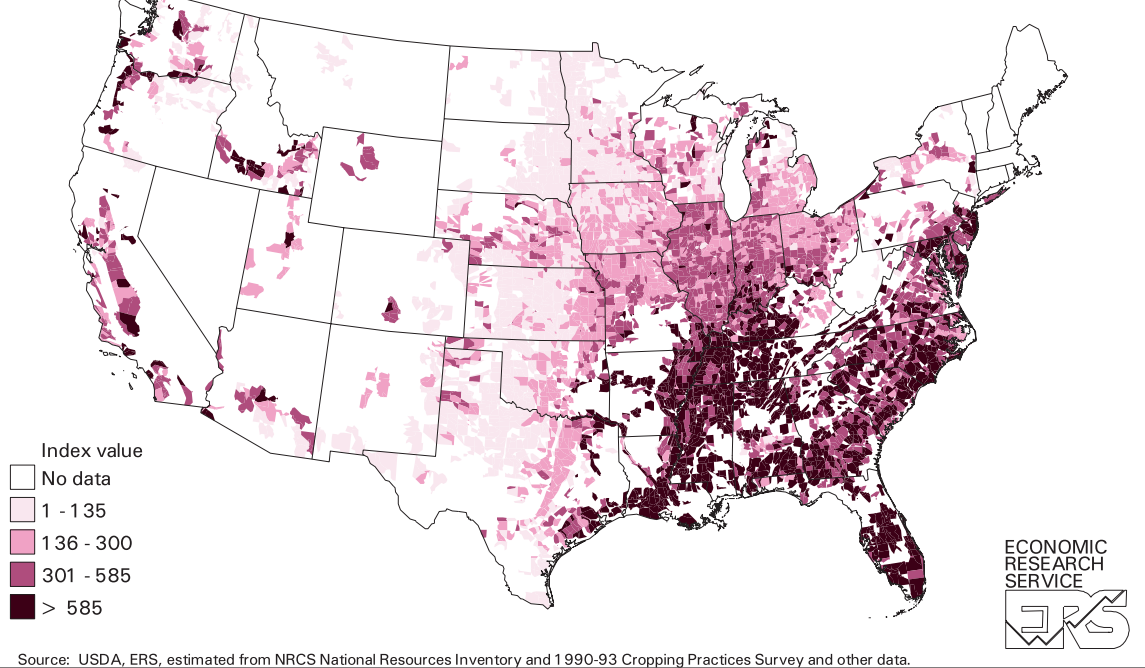 Index value
No data
1 - 135
136 - 300
301 - 585
> 585
ECONOMIC
RESEARCH
SERVICE
ERS
Source: USDA, ERS, estimated from NRCS National Resources Inventory and 1990-93 Cropping Practices Survey and other data.